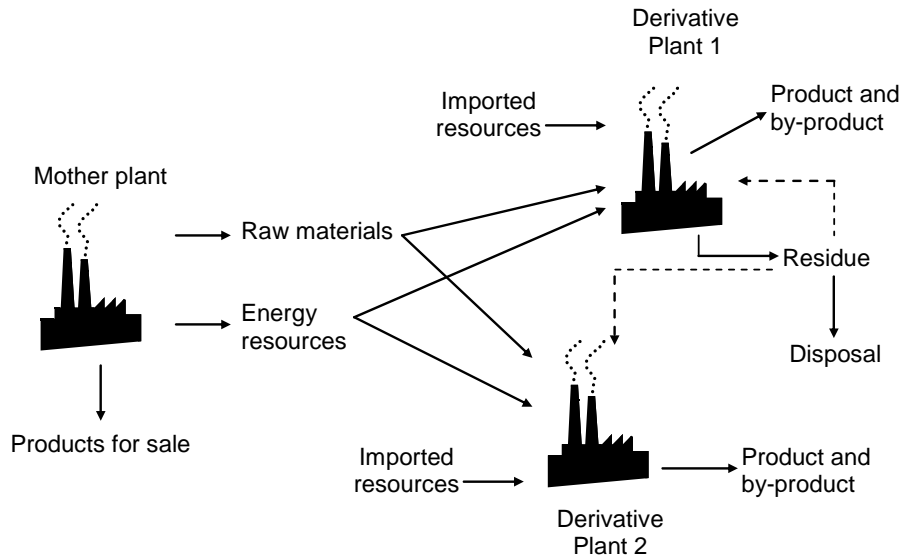 Derivative
Plant 1
Imported
resources
Product and
by-product
Mother plant
Raw materials
Residue
Energy
resources
Disposal
Products for sale
Imported
resources
Product and
by-product
Derivative
Plant 2